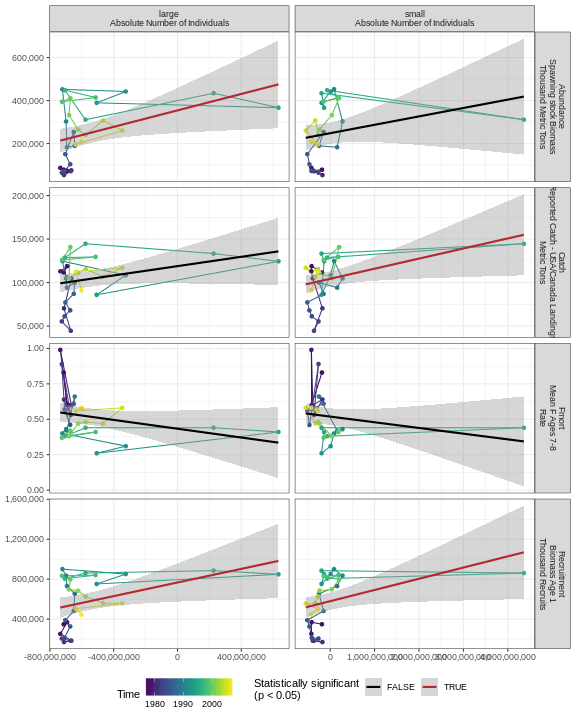 large
Absolute Number of Individuals
small
Absolute Number of Individuals
600,000
400,000
200,000
Abundance
Spawning stock Biomass
Thousand Metric Tons
200,000
150,000
100,000
50,000
Catch
Reported Catch - USA/Canada Landings
Metric Tons
1.00
0.75
0.50
0.25
0.00
Fmort
Mean F Ages 7-8
Rate
1,600,000
1,200,000
800,000
400,000
Recruitment
Biomass Age 1
Thousand Recruits
-800,000,000
-400,000,000
0
400,000,000
0
1,000,000,000
2,000,000,000
3,000,000,000
4,000,000,000
Time
1980 1990 2000
Statistically significant
(p < 0.05)
FALSE
TRUE